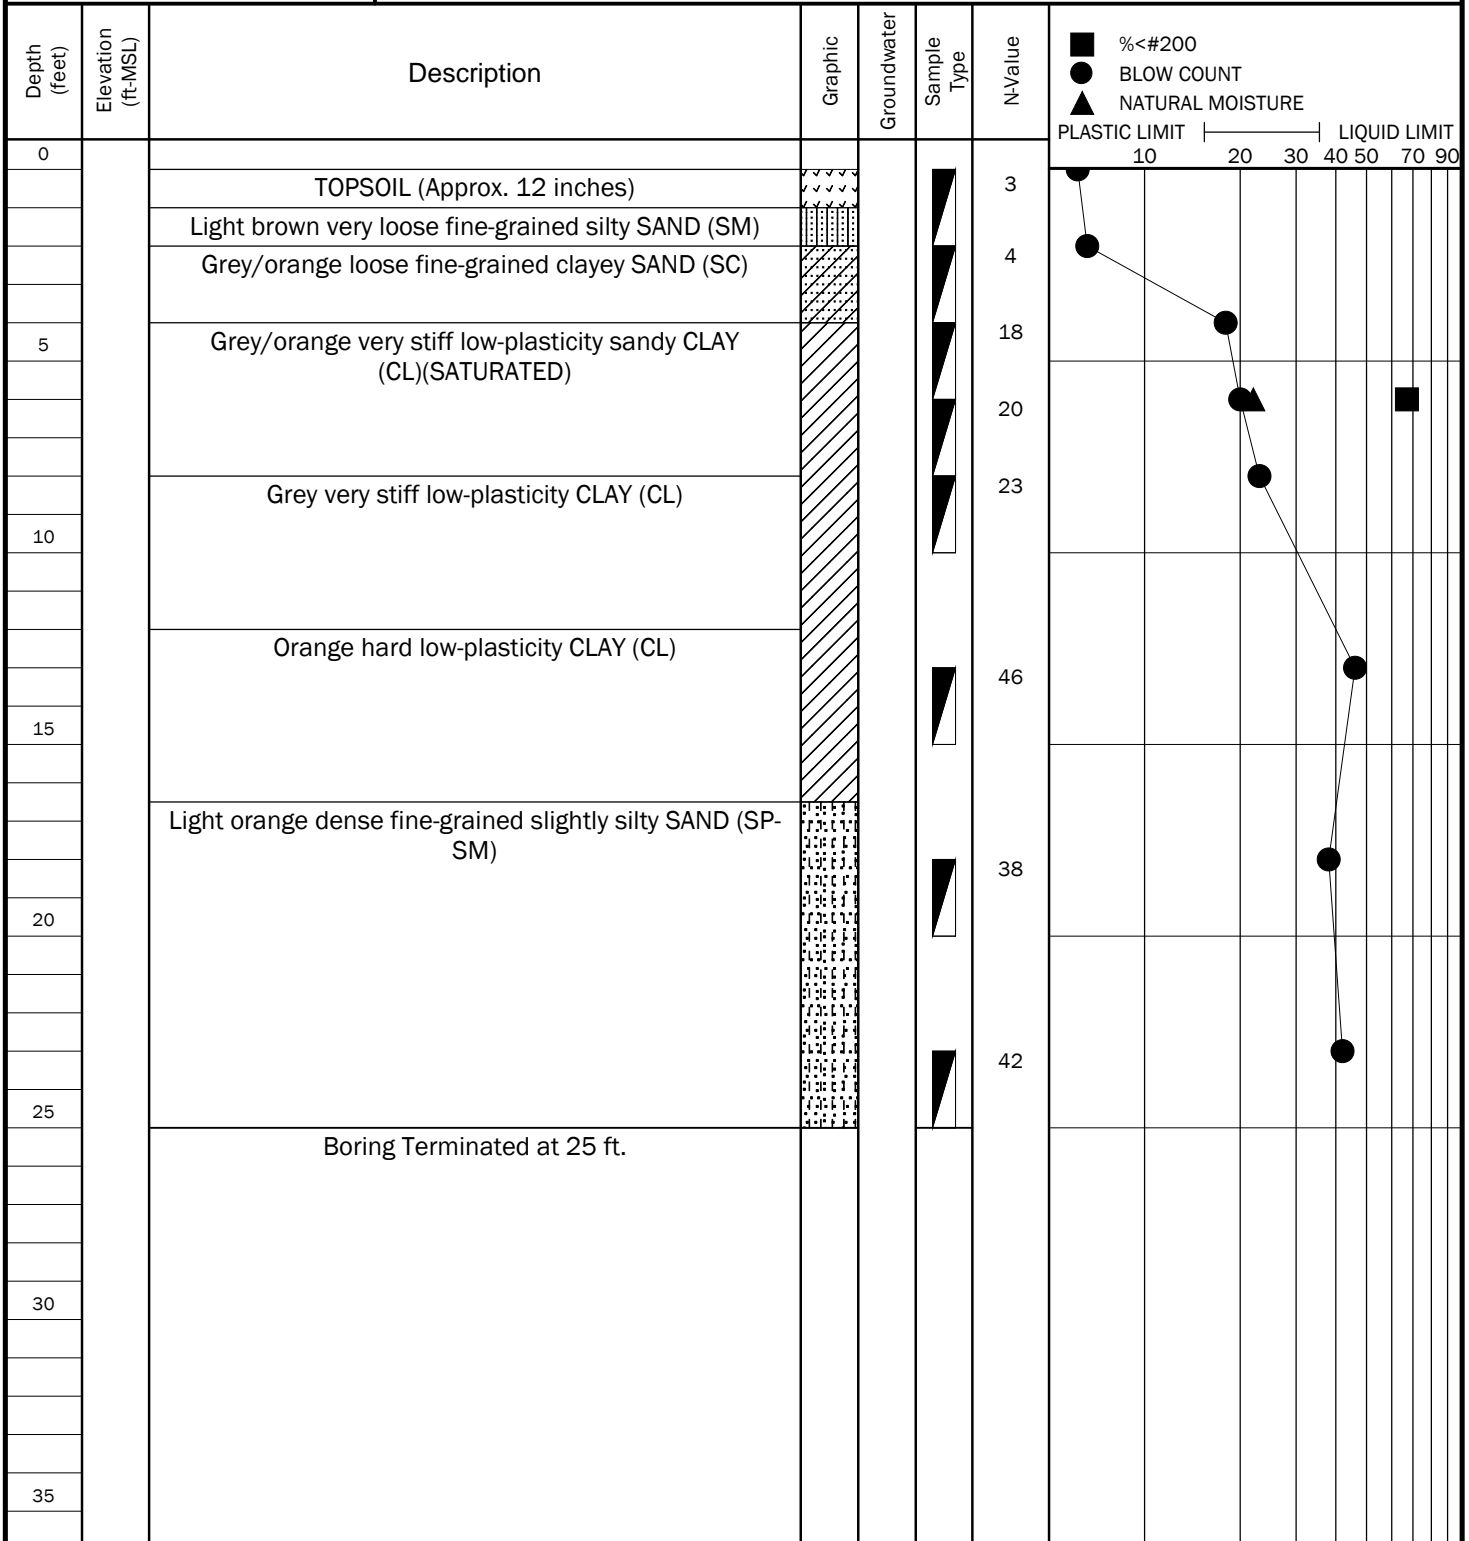 Depth
(feet)
Elevation
(ft-MSL)
Description
Graphic
Groundwater
Sample
Type
N-Value
%<#200
BLOW COUNT
NATURAL MOISTURE
PLASTIC LIMIT LIQUID LIMIT
10 20 30 40 50 70 90
0
TOPSOIL (Approx. 12 inches)
3
Light brown very loose fine-grained silty SAND (SM)
Grey/orange loose fine-grained clayey SAND (SC)
4
5
Grey/orange very stiff low-plasticity sandy CLAY
(CL)(SATURATED)
18
20
Grey very stiff low-plasticity CLAY (CL)
23
10
Orange hard low-plasticity CLAY (CL)
46
15
Light orange dense fine-grained slightly silty SAND (SP-
SM)
38
20
42
25
Boring Terminated at 25 ft.
30
35